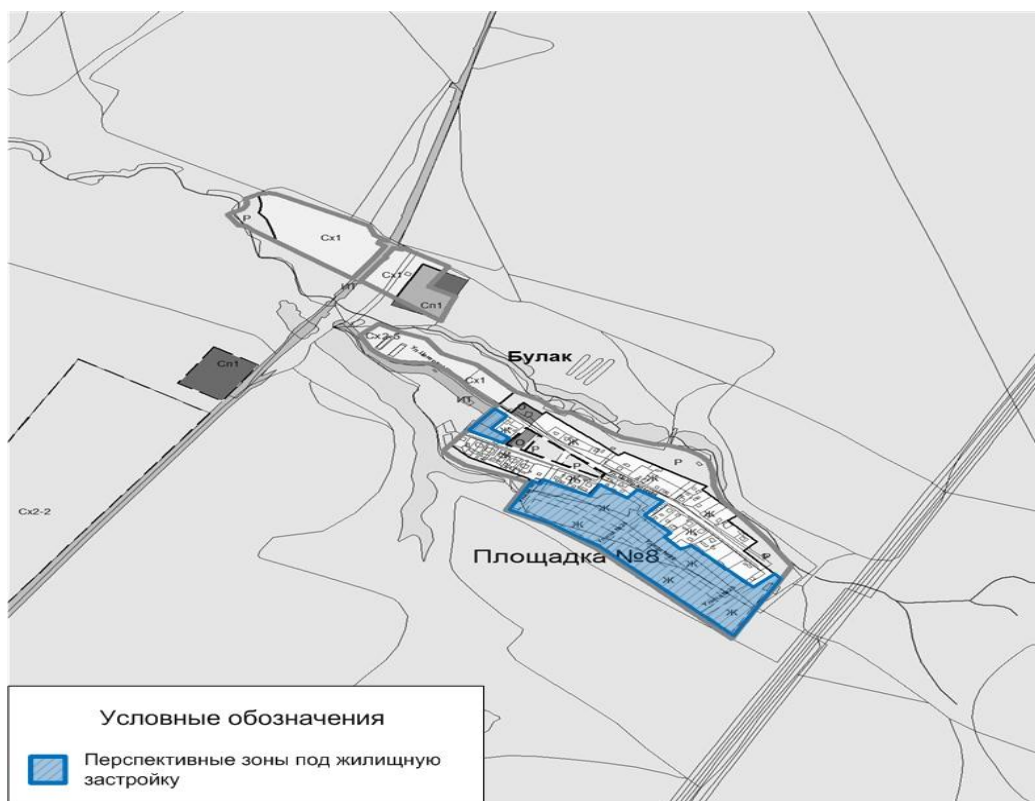 Р
Сх1
Сх1
ИТ
Сп1
Сх2-3
Булак
Сп1
Сх1
ИТ
Ж
Ж
О
Р
Р
Р
Ж
Ж
Ж
Сх2-2
Ж
Ж
Ж
Р
Площадка №8
Ж
Ж
Ж
Условные обозначения
Перспективные зоны под жилищную
застройку